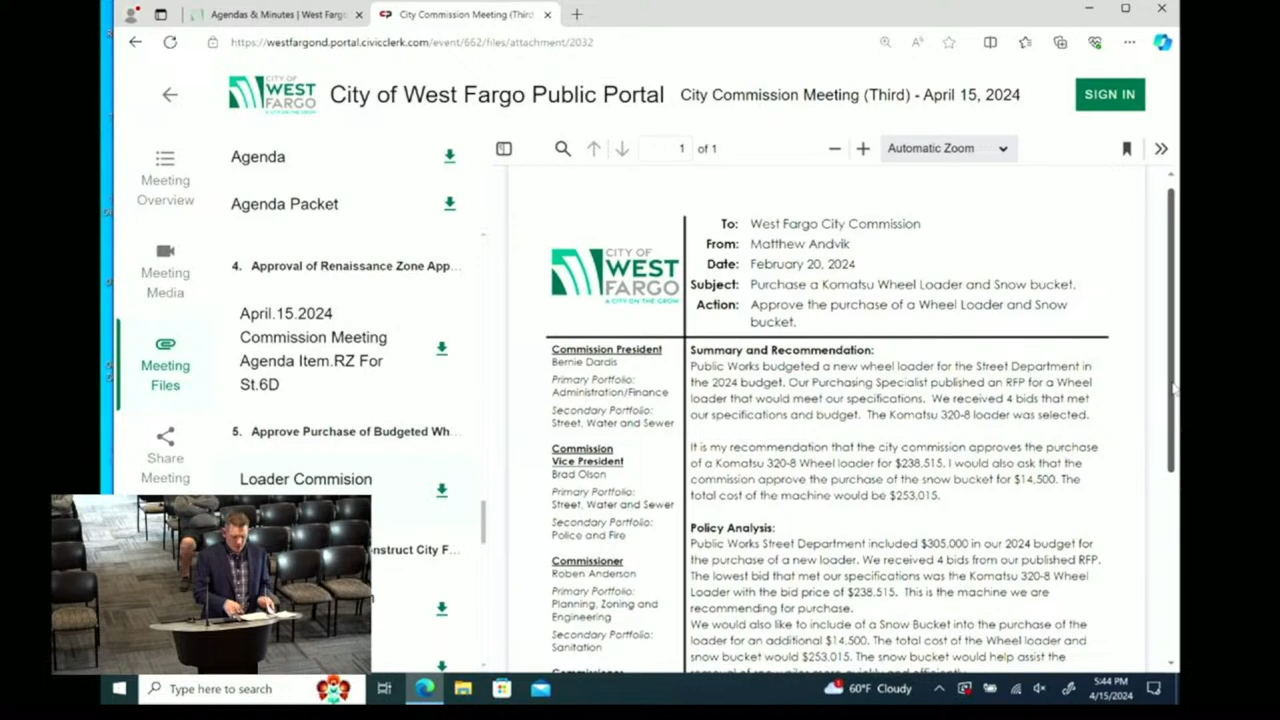 Agendas & Minutes | West Fargo
City Commission Meeting (Third)
https://westfargond.portal.civicclerk.com/event/662/files/attachment/2032
CITY OF
WEST
FARGO
A CITY ON THE GROW
City of West Fargo Public Portal
City Commission Meeting (Third) - April 15, 2024
SIGN IN
Meeting
Overview
Meeting
Media
Meeting
Files
Share
Meeting
Agenda
Agenda Packet
4. Approval of Renaissance Zone App...
April.15.2024
Commission Meeting
Agenda Item.RZ For
St.6D
5. Approve Purchase of Budgeted Wh...
Loader Commision
nstruct City F...
1 of 1
Automatic Zoom
CITY OF
WEST
FARGO
A CITY ON THE GROW
To: West Fargo City Commission
From: Matthew Andvik
Date: February 20, 2024
Subject: Purchase a Komatsu Wheel Loader and Snow bucket.
Action: Approve the purchase of a Wheel Loader and Snow
bucket.
Commission President
Bernie Dardis
Primary Portfolio:
Administration/Finance
Secondary Portfolio:
Street, Water and Sewer
Commission
Vice President
Brad Olson
Primary Portfolio:
Street, Water and Sewer
Secondary Portfolio:
Police and Fire
Commissioner
Roben Anderson
Primary Portfolio:
Planning, Zoning and
Engineering
Secondary Portfolio:
Sanitation
Commissioner
Summary and Recommendation:
Public Works budgeted a new wheel loader for the Street Department in
the 2024 budget. Our Purchasing Specialist published an RFP for a Wheel
loader that would meet our specifications. We received 4 bids that met
our specifications and budget. The Komatsu 320-8 loader was selected.
It is my recommendation that the city commission approves the purchase
of a Komatsu 320-8 Wheel loader for $238,515. I would also ask that the
commission approve the purchase of the snow bucket for $14,500. The
total cost of the machine would be $253,015.
Policy Analysis:
Public Works Street Department included $305,000 in our 2024 budget for
the purchase of a new loader. We received 4 bids from our published RFP.
The lowest bid that met our specifications was the Komatsu 320-8 Wheel
Loader with the bid price of $238,515. This is the machine we are
recommending for purchase.
We would also like to include of a Snow Bucket into the purchase of the
loader for an additional $14,500. The total cost of the Wheel loader and
snow bucket would $253,015. The snow bucket would help assist the
Type here to search
60°F Cloudy
5:44 PM
4/15/2024